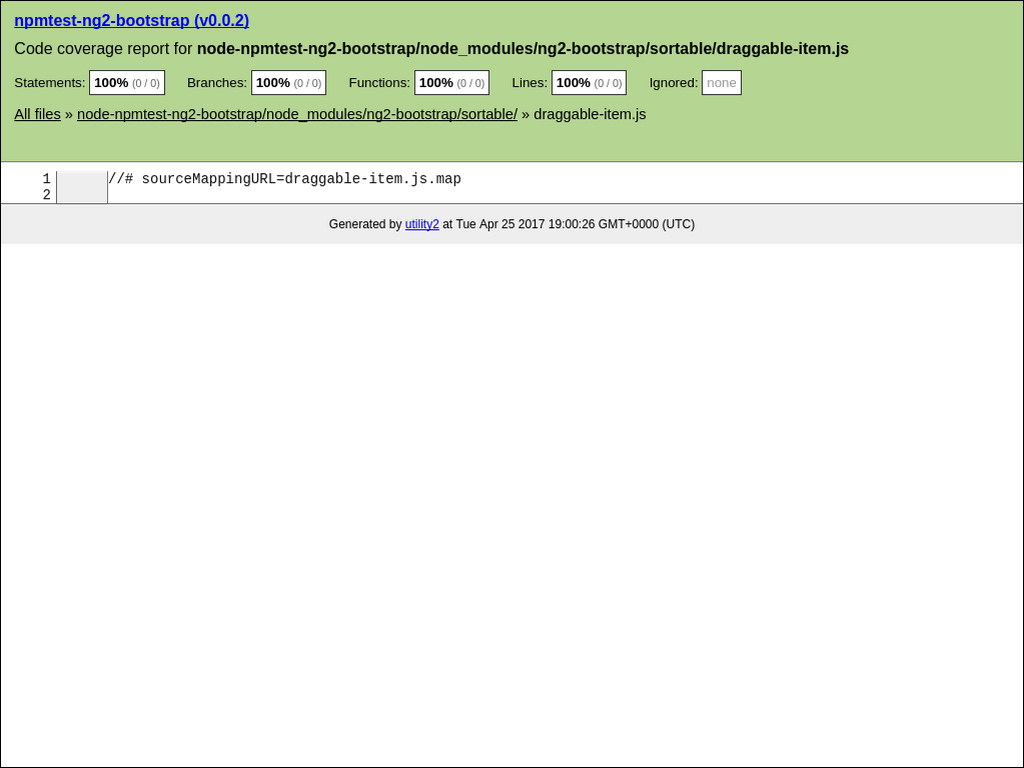 npmtest-ng2-bootstrap (v0.0.2)
Code coverage report for node-npmtest-ng2-bootstrap/node_modules/ng2-bootstrap/sortable/draggable-item.js
Statements: 100% (0 / 0) Branches: 100% (0 / 0) Functions: 100% (0 / 0) Lines: 100% (0 / 0) Ignored: none
All files » node-npmtest-ng2-bootstrap/node_modules/ng2-bootstrap/sortable/ » draggable-item.js
1 //# sourceMappingURL=draggable-item.js.map
2
Generated by utility2 at Tue Apr 25 2017 19:00:26 GMT+0000 (UTC)